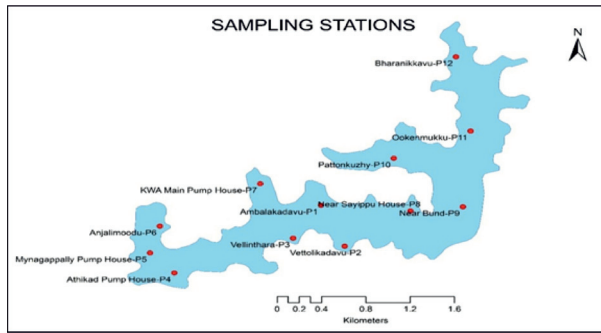 SAMPLING STATIONS
N
Bharanikkavu-P12
Ookenmukku-P11
Pattonkuzhy-P10
KWA Main Pump House-P7
Near Sayippu House-P8
Ambalakadavu-P1
Near Bund-P9
Anjalimoodu-P6
Vellinthara-P3
Vettolikadavu-P2
Mynagappally Pump House-P5
Athikad Pump House-P4
0 0.2 0.4 0.8 1.2 1.6
Kilometers